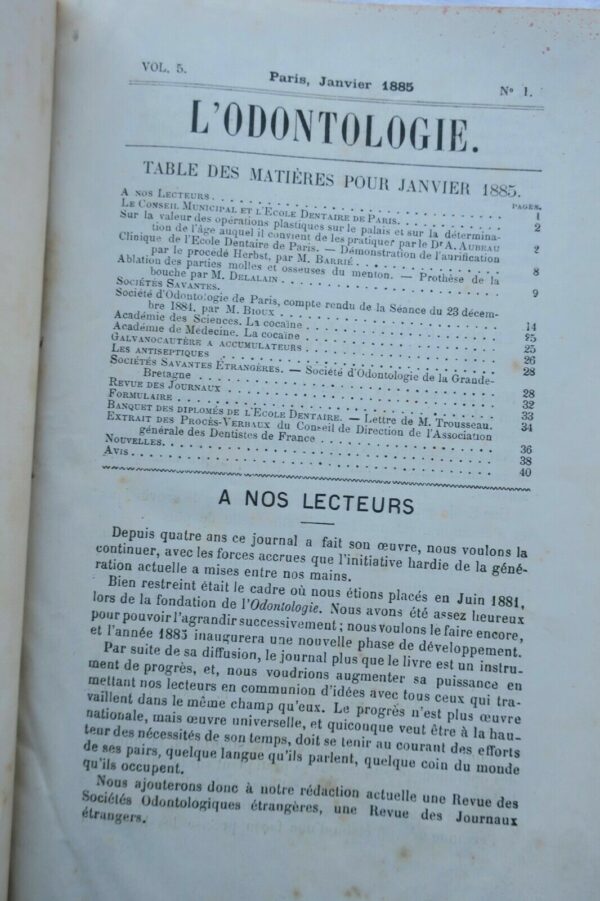 VOL. 5.
Paris, Janvier 1885
N° 1.
L'ODONTOLOGIE.
TABLE DES MATIÈRES POUR JANVIER 1885.
PAGES.
A NOS LECTEURS. 1
LE CONSEIL MUNICIPAL ET L'ECOLE DENTAIRE DE PARIS. 2
Sur la valeur des opérations plastiques sur le palais et sur la détermina-
tion de l'âge auquel il convient de les pratiquer par le Dr A. AUBEAU 2
Clinique de l'Ecole Dentaire de Paris. — Démonstration de l'aurification
par le procédé Herbst, par M. BARRIÉ. 8
Ablation des parties molles et osseuses du menton. — Prothèse de la
bouche par M. DELALAIN. 9
SOCIÉTÉS SAVANTES.
Société d'Odontologie de Paris, compte rendu de la Séance du 23 décem-
bre 1884, par M. BIOUX 14
Académie des Sciences. La cocaïne 25
Académie de Médecine. La cocaine 25
GALVANOCAUTÈRE A ACCUMULATEURS 26
LES ANTISEPTIQUES 28
SOCIÉTÉS SAVANTES ÉTRANGÈRES. — Société d'Odontologie de la Grande-
Bretagne 28
REVUE DES JOURNAUX 32
FORMULAIRE 33
BANQUET DES DIPLOMÉS DE L'ECOLE DENTAIRE. — Lettre de M. Trousseau. 34
EXTRAIT DES PROCÈS-VERBAUX du Conseil de Direction de l'Association
générale des Dentistes de France 36
NOUVELLES. 38
AVIS. 40
A NOS LECTEURS
Depuis quatre ans ce journal a fait son œuvre, nous voulons la
continuer, avec les forces accrues que l'initiative hardie de la géné-
ration actuelle a mises entre nos mains.
Bien restreint était le cadre où nous étions placés en Juin 1881,
lors de la fondation de l'Odontologie. Nous avons été assez heureux
pour pouvoir l'agrandir successivement ; nous voulons le faire encore,
et l'année 1885 inaugurera une nouvelle phase de développement.
Par suite de sa diffusion, le journal plus que le livre est un instru-
ment de progrès, et, nous voudrions augmenter sa puissance en
mettant nos lecteurs en communion d'idées avec tous ceux qui tra-
vaillent dans le même champ qu'eux. Le progrès n'est plus œuvre
nationale, mais œuvre universelle, et quiconque veut être à la hau-
teur des nécessités de son temps, doit se tenir au courant des efforts
de ses pairs, quelque langue qu'ils parlent, quelque coin du monde
qu'ils occupent.
Nous ajouterons donc à notre rédaction actuelle une Revue des
Sociétés Odontologiques étrangères, une Revue des Journaux
étrangers.